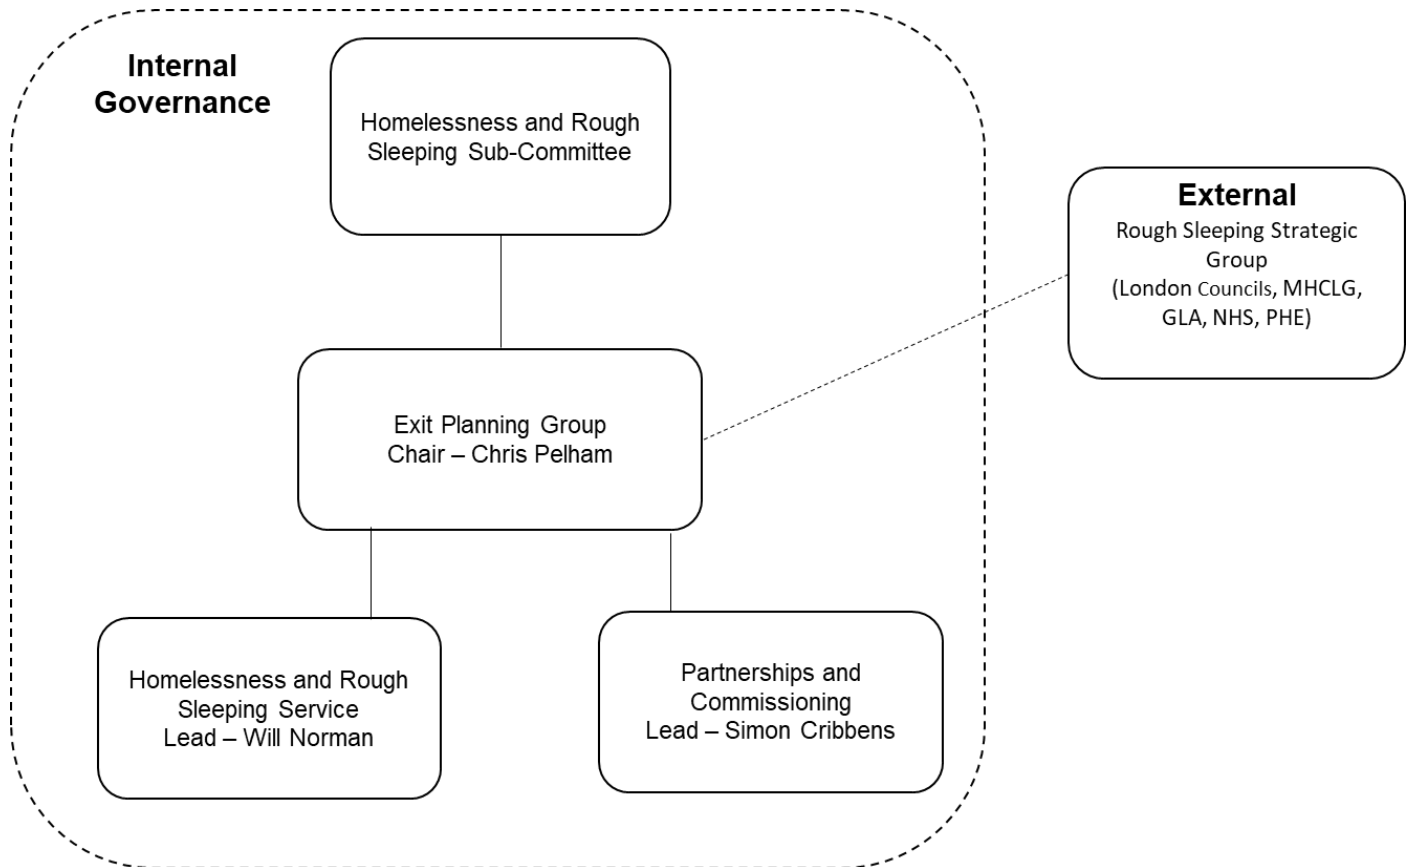 Internal
Governance
Homelessness and Rough
Sleeping Sub-Committee
External
Rough Sleeping Strategic
Group
(London Councils, MHCLG,
GLA, NHS, PHE)
Exit Planning Group
Chair – Chris Pelham
Homelessness and Rough
Sleeping Service
Lead – Will Norman
Partnerships and
Commissioning
Lead – Simon Cribbens